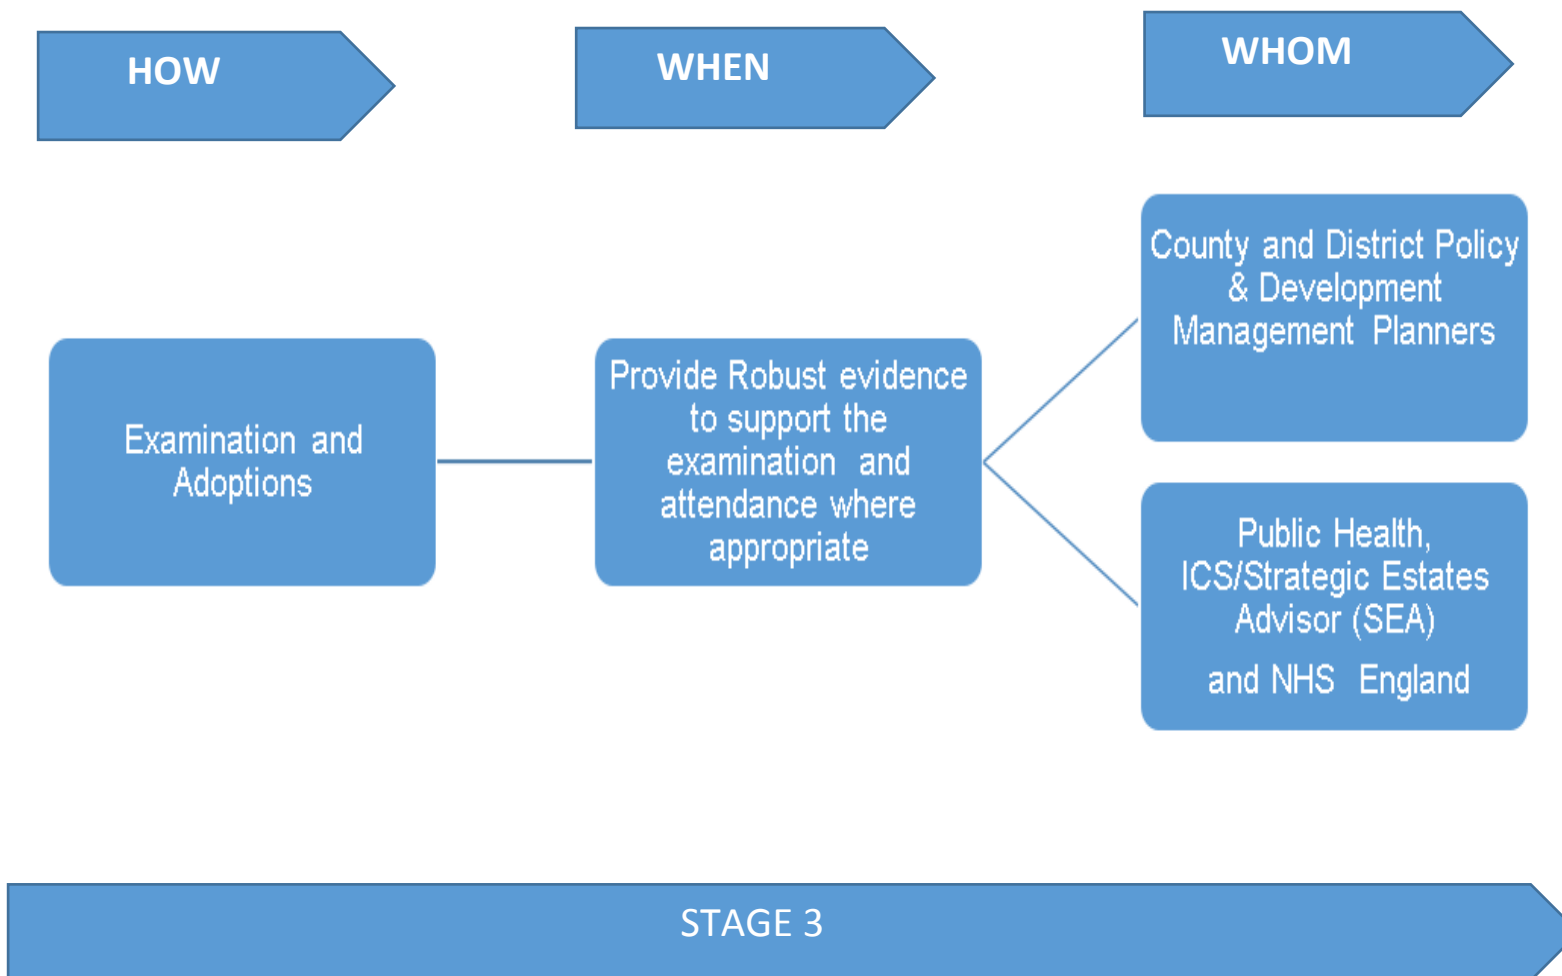 HOW
WHEN
WHOM
Examination and
Adoptions
Provide Robust evidence
to support the
examination and
attendance where
appropriate
County and District Policy
& Development
Management Planners
Public Health,
ICS/Strategic Estates
Advisor (SEA)
and NHS England
STAGE 3